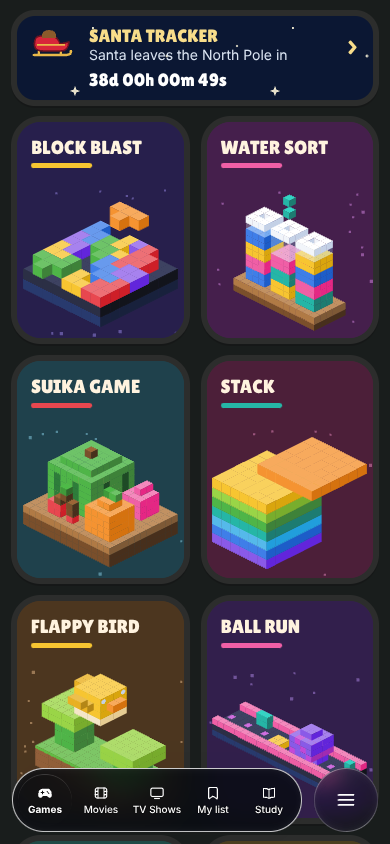 SANTA TRACKER
Santa leaves the North Pole in
38d 00h 00m 49s
BLOCK BLAST
WATER SORT
SUIKA GAME
STACK
FLAPPY BIRD
BALL RUN
Games
Movies
TV Shows
My list
Study